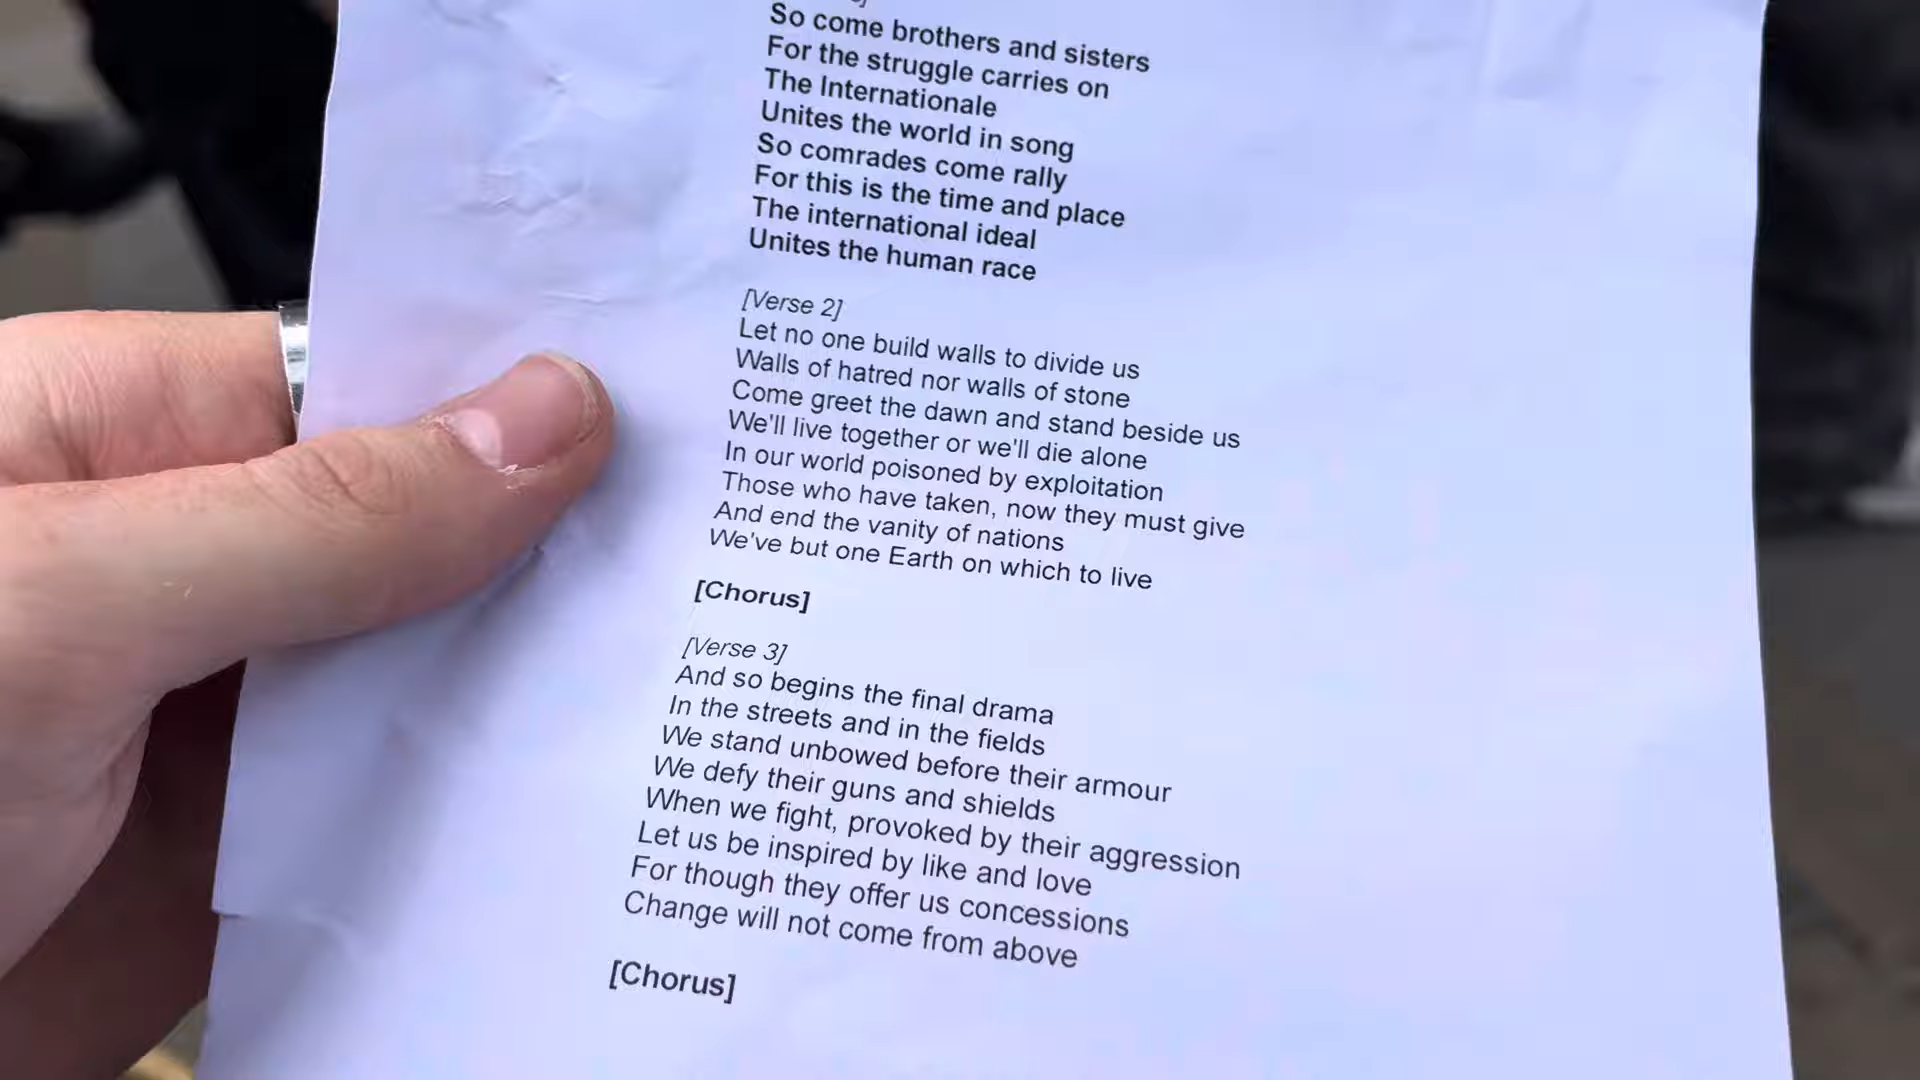 So come brothers and sisters
For the struggle carries on
The Internationale
Unites the world in song
So comrades come rally
For this is the time and place
The international ideal
Unites the human race
[Verse 2]
Let no one build walls to divide us
Walls of hatred nor walls of stone
Come greet the dawn and stand beside us
We'll live together or we'll die alone
In our world poisoned by exploitation
Those who have taken, now they must give
And end the vanity of nations
We've but one Earth on which to live
[Chorus]
[Verse 3]
And so begins the final drama
In the streets and in the fields
We stand unbowed before their armour
We defy their guns and shields
When we fight, provoked by their aggression
Let us be inspired by like and love
For though they offer us concessions
Change will not come from above
[Chorus]